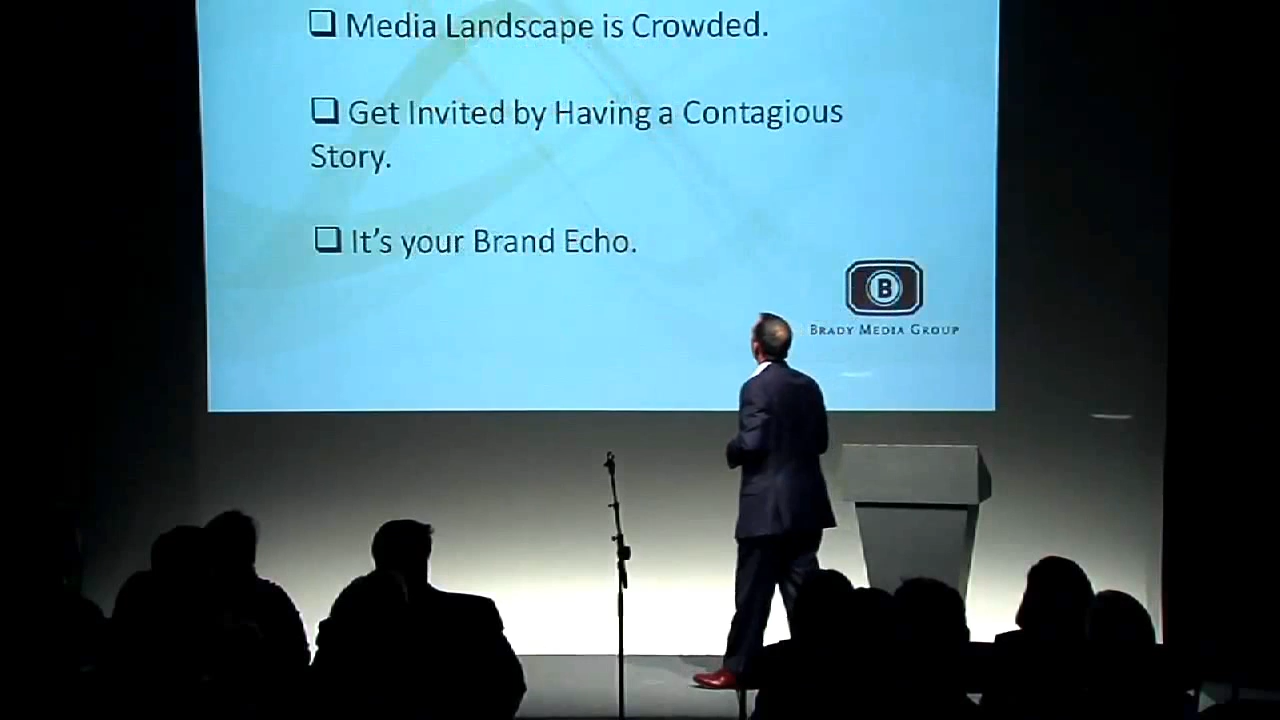 ❑ Media Landscape is Crowded.
❑ Get Invited by Having a Contagious
Story.
❑ It's your Brand Echo.
B
BRADY MEDIA GROUP